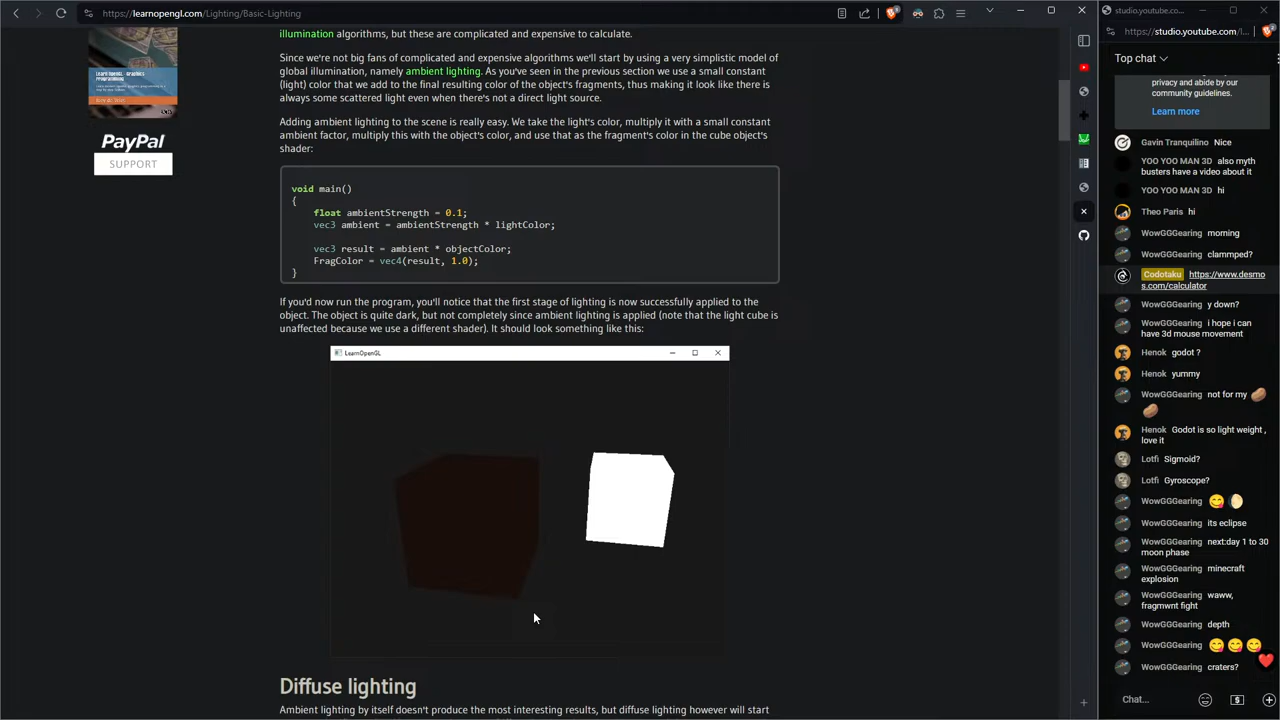 https://learnopengl.com/Lighting/Basic-Lighting
Learn OpenGL - Graphics
Programming
PayPal
SUPPORT
illumination algorithms, but these are complicated and expensive to calculate.
Since we're not big fans of complicated and expensive algorithms we'll start by using a very simplistic model of
global illumination, namely ambient lighting. As you've seen in the previous section we use a small constant
(light) color that we add to the final resulting color of the object's fragments, thus making it look like there is
always some scattered light even when there's not a direct light source.
Adding ambient lighting to the scene is really easy. We take the light's color, multiply it with a small constant
ambient factor, multiply this with the object's color, and use that as the fragment's color in the cube object's
shader:
void main()
{
float ambientStrength = 0.1;
vec3 ambient = ambientStrength * lightColor;
vec3 result = ambient * objectColor;
FragColor = vec4(result, 1.0);
}
If you'd now run the program, you'll notice that the first stage of lighting is now successfully applied to the
object. The object is quite dark, but not completely since ambient lighting is applied (note that the light cube is
unaffected because we use a different shader). It should look something like this:
LearnOpenGL
Diffuse lighting
Ambient lighting by itself doesn't produce the most interesting results, but diffuse lighting however will start
studio.youtube.co...
https://studio.youtube.com/l...
Top chat
privacy and abide by our
community guidelines.
Learn more
Gavin Tranquilino Nice
YOO YOO MAN 3D also myth
busters have a video about it
YOO YOO MAN 3D hi
Theo Paris hi
WowGGGearing morning
WowGGGearing clammped?
Codotaku https://www.desmo
s.com/calculator
WowGGGearing y down?
WowGGGearing i hope i can
have 3d mouse movement
Henok godot ?
Henok yummy
WowGGGearing not for my 🥔
🥔
Henok Godot is so light weight ,
love it
Lotfi Sigmoid?
Lotfi Gyroscope?
WowGGGearing 😋 🌔
WowGGGearing its eclipse
WowGGGearing next:day 1 to 30
moon phase
WowGGGearing minecraft
explosion
WowGGGearing waww,
fragmwnt fight
WowGGGearing depth
WowGGGearing 😋 😋 😋
WowGGGearing craters?
Chat...